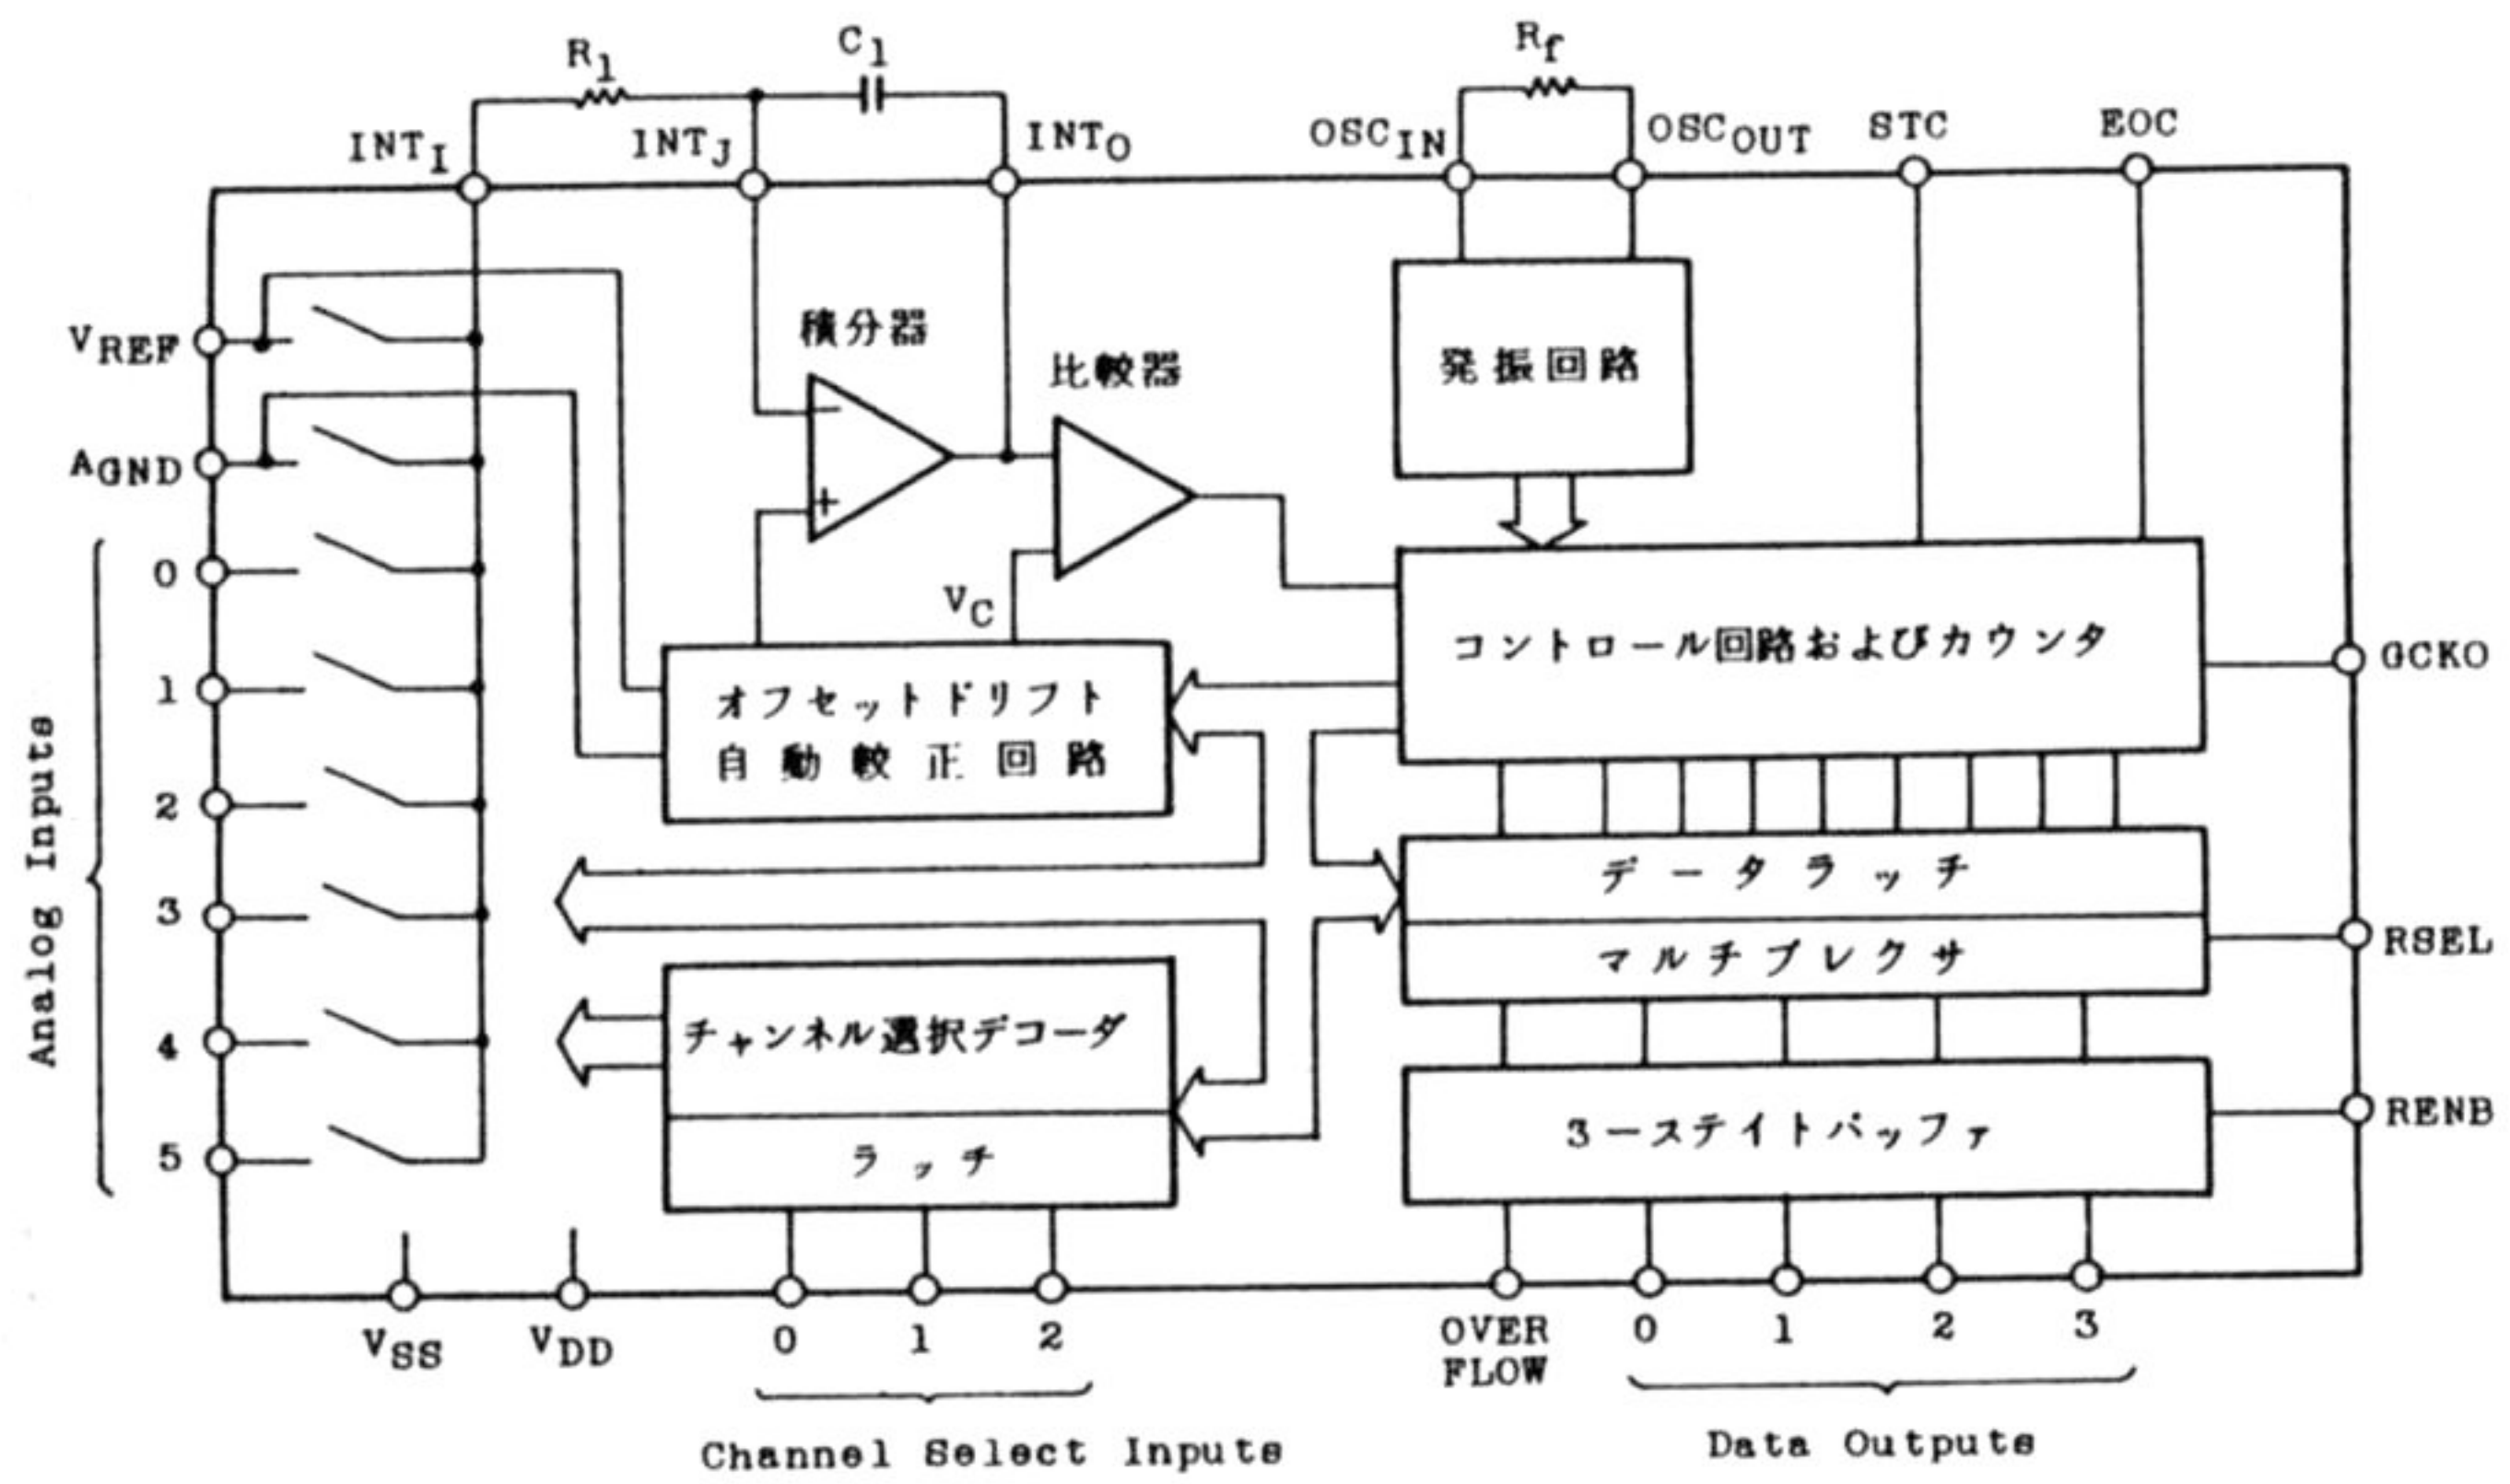 R1
C1
Rf
INTI
INTJ
INTO
OSCIN
OSCOUT
STC
EOC
VREF
AGND
積分器
比較器
発振回路
VC
コントロール回路およびカウンタ
GCKO
オフセットドリフト
自動較正回路
データラッチ
マルチプレクサ
RSEL
チャンネル選択デコーダ
ラッチ
3-ステイトバッファ
RENB
Analog Inputs
0
1
2
3
4
5
VSS
VDD
0
1
2
Channel Select Inputs
OVER
FLOW
0
1
2
3
Data Outputs